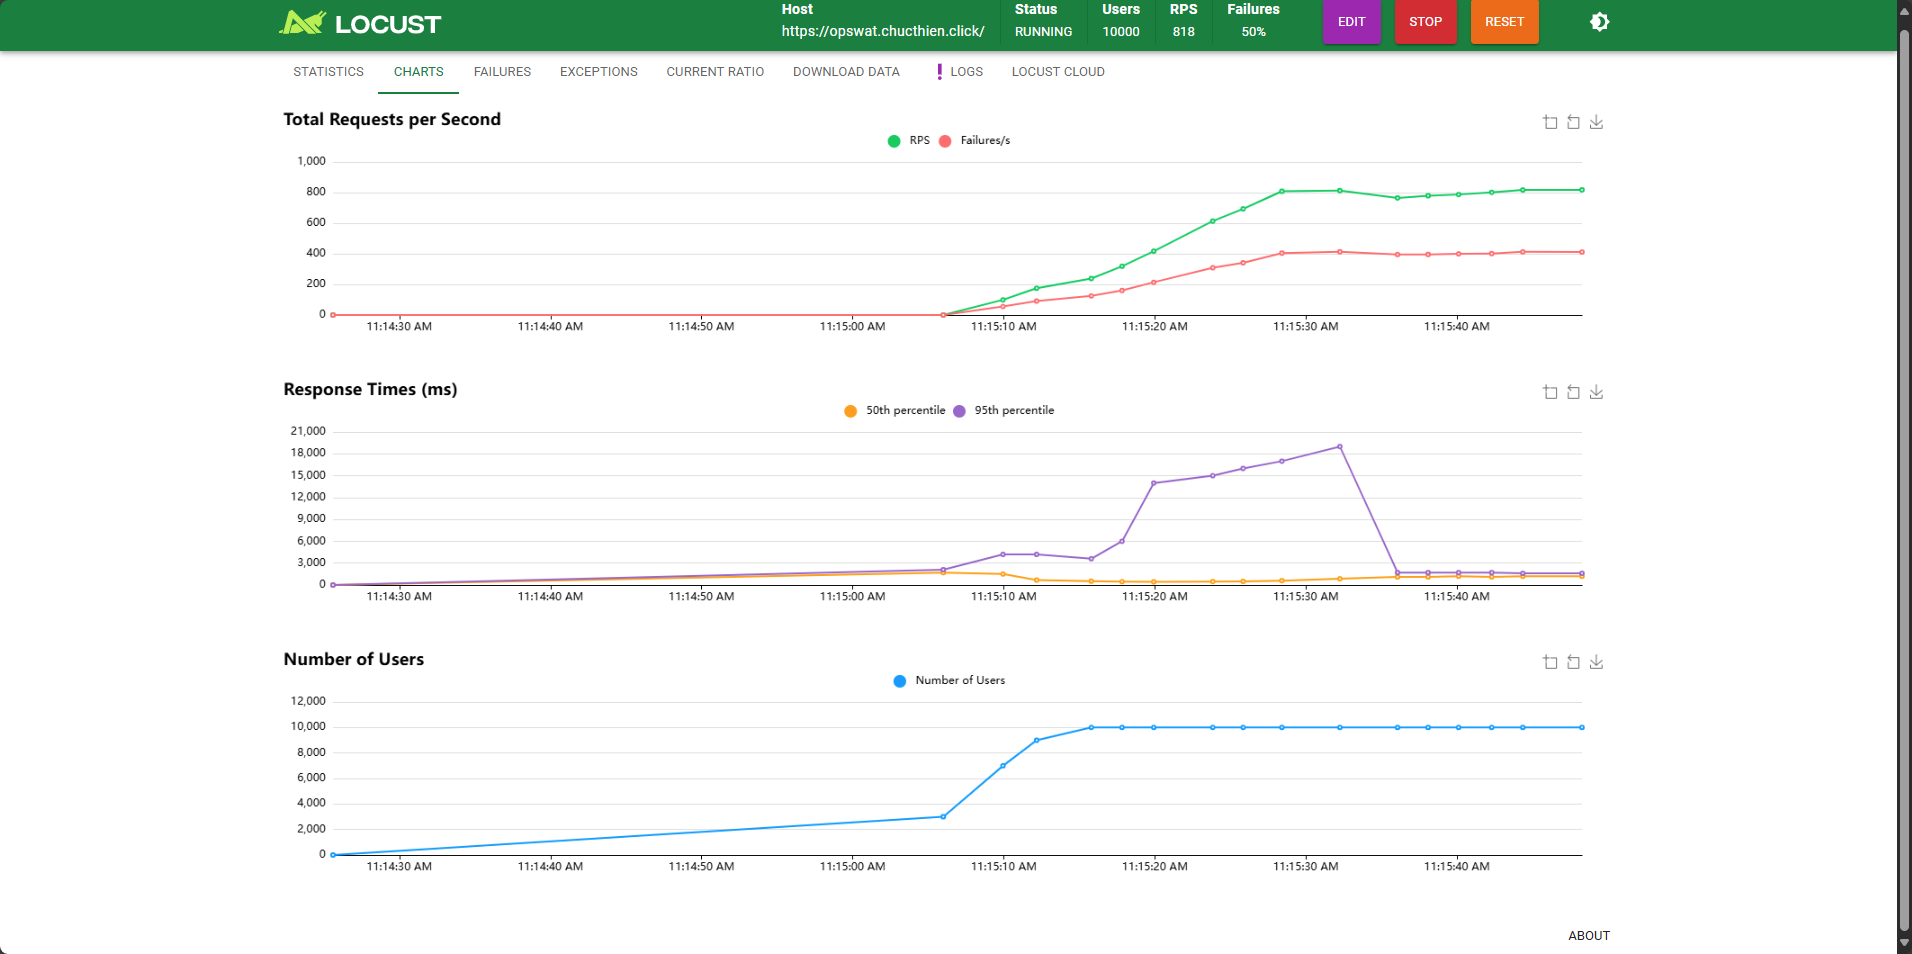 LOCUST
Host
https://opswat.chucthien.click/
Status
RUNNING
Users
10000
RPS
818
Failures
50%
EDIT
STOP
RESET
STATISTICS
CHARTS
FAILURES
EXCEPTIONS
CURRENT RATIO
DOWNLOAD DATA
LOGS
LOCUST CLOUD
Total Requests per Second
RPS Failures/s
1,000
800
600
400
200
0
11:14:30 AM 11:14:40 AM 11:14:50 AM 11:15:00 AM 11:15:10 AM 11:15:20 AM 11:15:30 AM 11:15:40 AM
Response Times (ms)
50th percentile 95th percentile
21,000
18,000
15,000
12,000
9,000
6,000
3,000
0
11:14:30 AM 11:14:40 AM 11:14:50 AM 11:15:00 AM 11:15:10 AM 11:15:20 AM 11:15:30 AM 11:15:40 AM
Number of Users
Number of Users
12,000
10,000
8,000
6,000
4,000
2,000
0
11:14:30 AM 11:14:40 AM 11:14:50 AM 11:15:00 AM 11:15:10 AM 11:15:20 AM 11:15:30 AM 11:15:40 AM
ABOUT